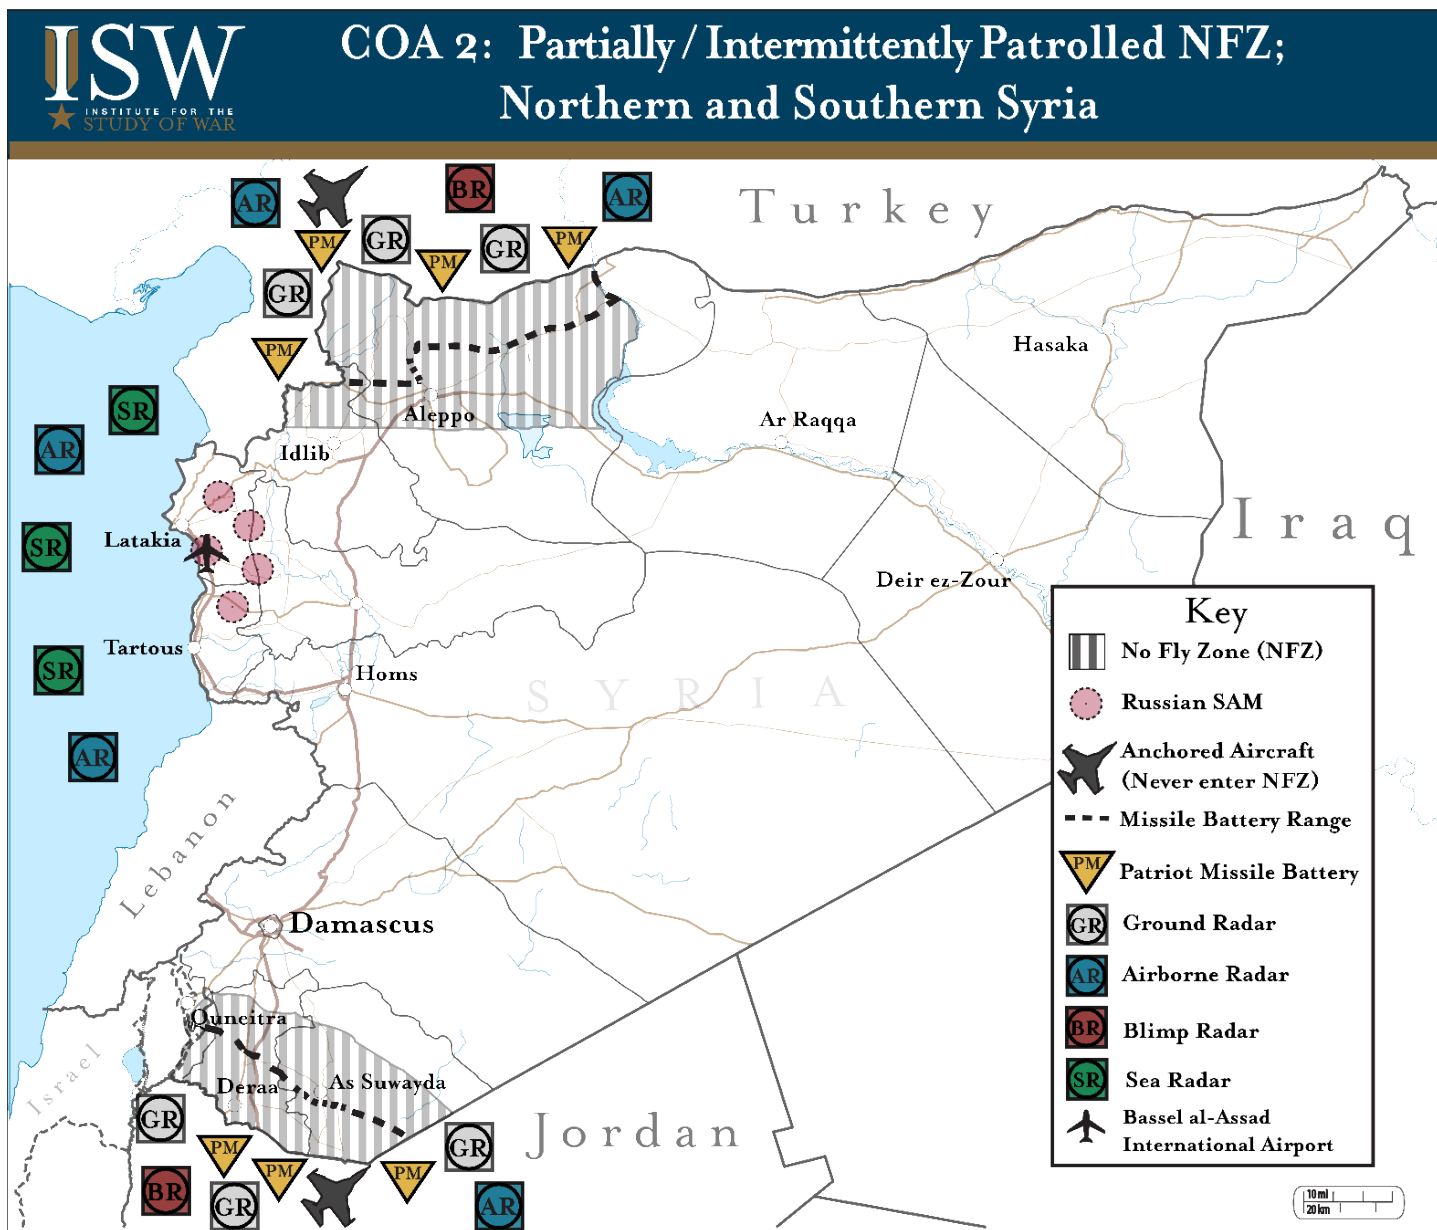 ISW
INSTITUTE FOR THE
STUDY OF WAR
COA 2: Partially / Intermittently Patrolled NFZ;
Northern and Southern Syria
AR
BR
AR
Turkey
PM
GR
PM
GR
PM
GR
PM
Hasaka
SR
Aleppo
Ar Raqqa
AR
Idlib
Iraq
SR
Latakia
Deir ez-Zour
Tartous
SR
Homs
SYRIA
AR
Lebanon
Damascus
Quneitra
Israel
Deraa
As Suwayda
GR
Jordan
GR
PM
PM
PM
BR
GR
AR
Key
No Fly Zone (NFZ)
Russian SAM
Anchored Aircraft
(Never enter NFZ)
Missile Battery Range
PM
Patriot Missile Battery
GR
Ground Radar
AR
Airborne Radar
BR
Blimp Radar
SR
Sea Radar
Bassel al-Assad
International Airport
10 mi
20 km